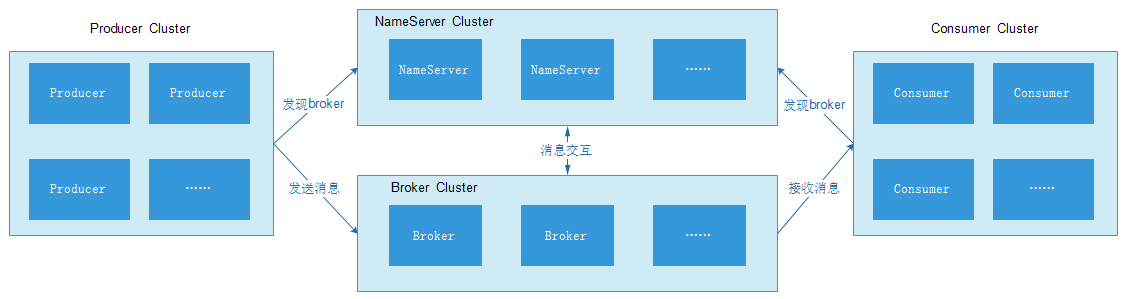 Producer Cluster
Producer
Producer
Producer
······
发现broker
发送消息
NameServer Cluster
NameServer
NameServer
······
消息交互
Broker Cluster
Broker
Broker
······
发现broker
接收消息
Consumer Cluster
Consumer
Consumer
Consumer
······